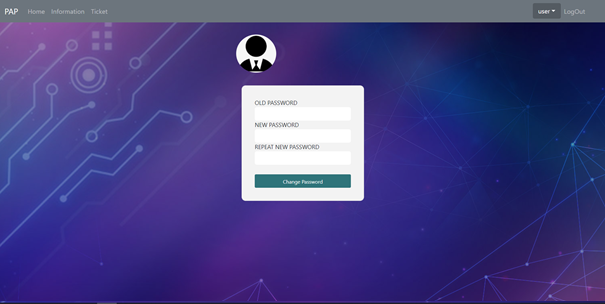 PAP Home Information Ticket user LogOut
OLD PASSWORD
NEW PASSWORD
REPEAT NEW PASSWORD
Change Password